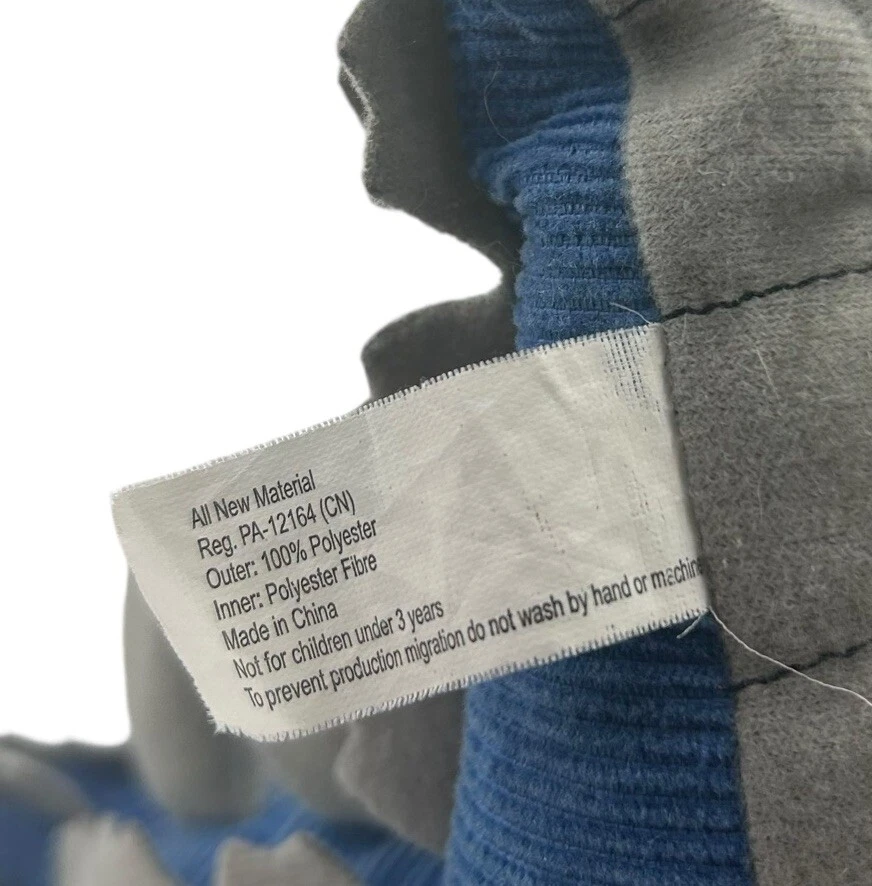 All New Material
Reg. PA-12164 (CN)
Outer: 100% Polyester
Inner: Polyester Fibre
Made in China
Not for children under 3 years
To prevent production migration do not wash by hand or machine